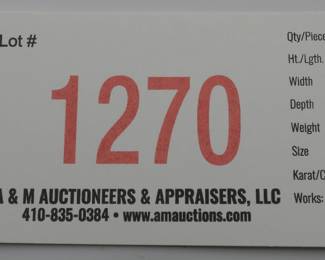 Lot #
1270
A & M AUCTIONEERS & APPRAISERS, LLC
410-835-0384 • www.amauctions.com
Qty/Piece
Ht./Lgth.
Width
Depth
Weight
Size
Karat/C
Works: